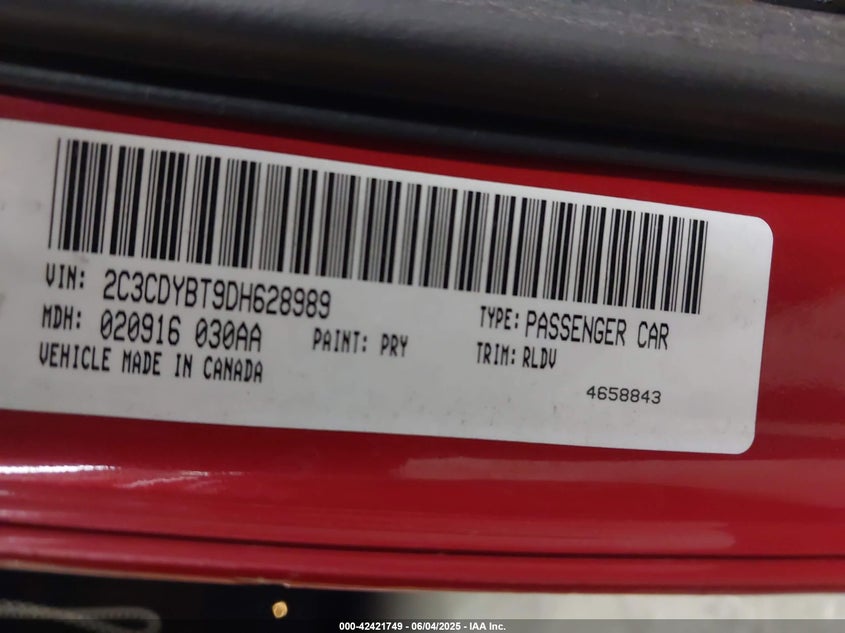 VIN: 2C3CDYBT9DH628989
TYPE: PASSENGER CAR
MDH: 020916 030AA
PAINT: PRY
TRIM: RLDV
VEHICLE MADE IN CANADA
4658843
000-42421749 - 06/04/2025 - IAA Inc.